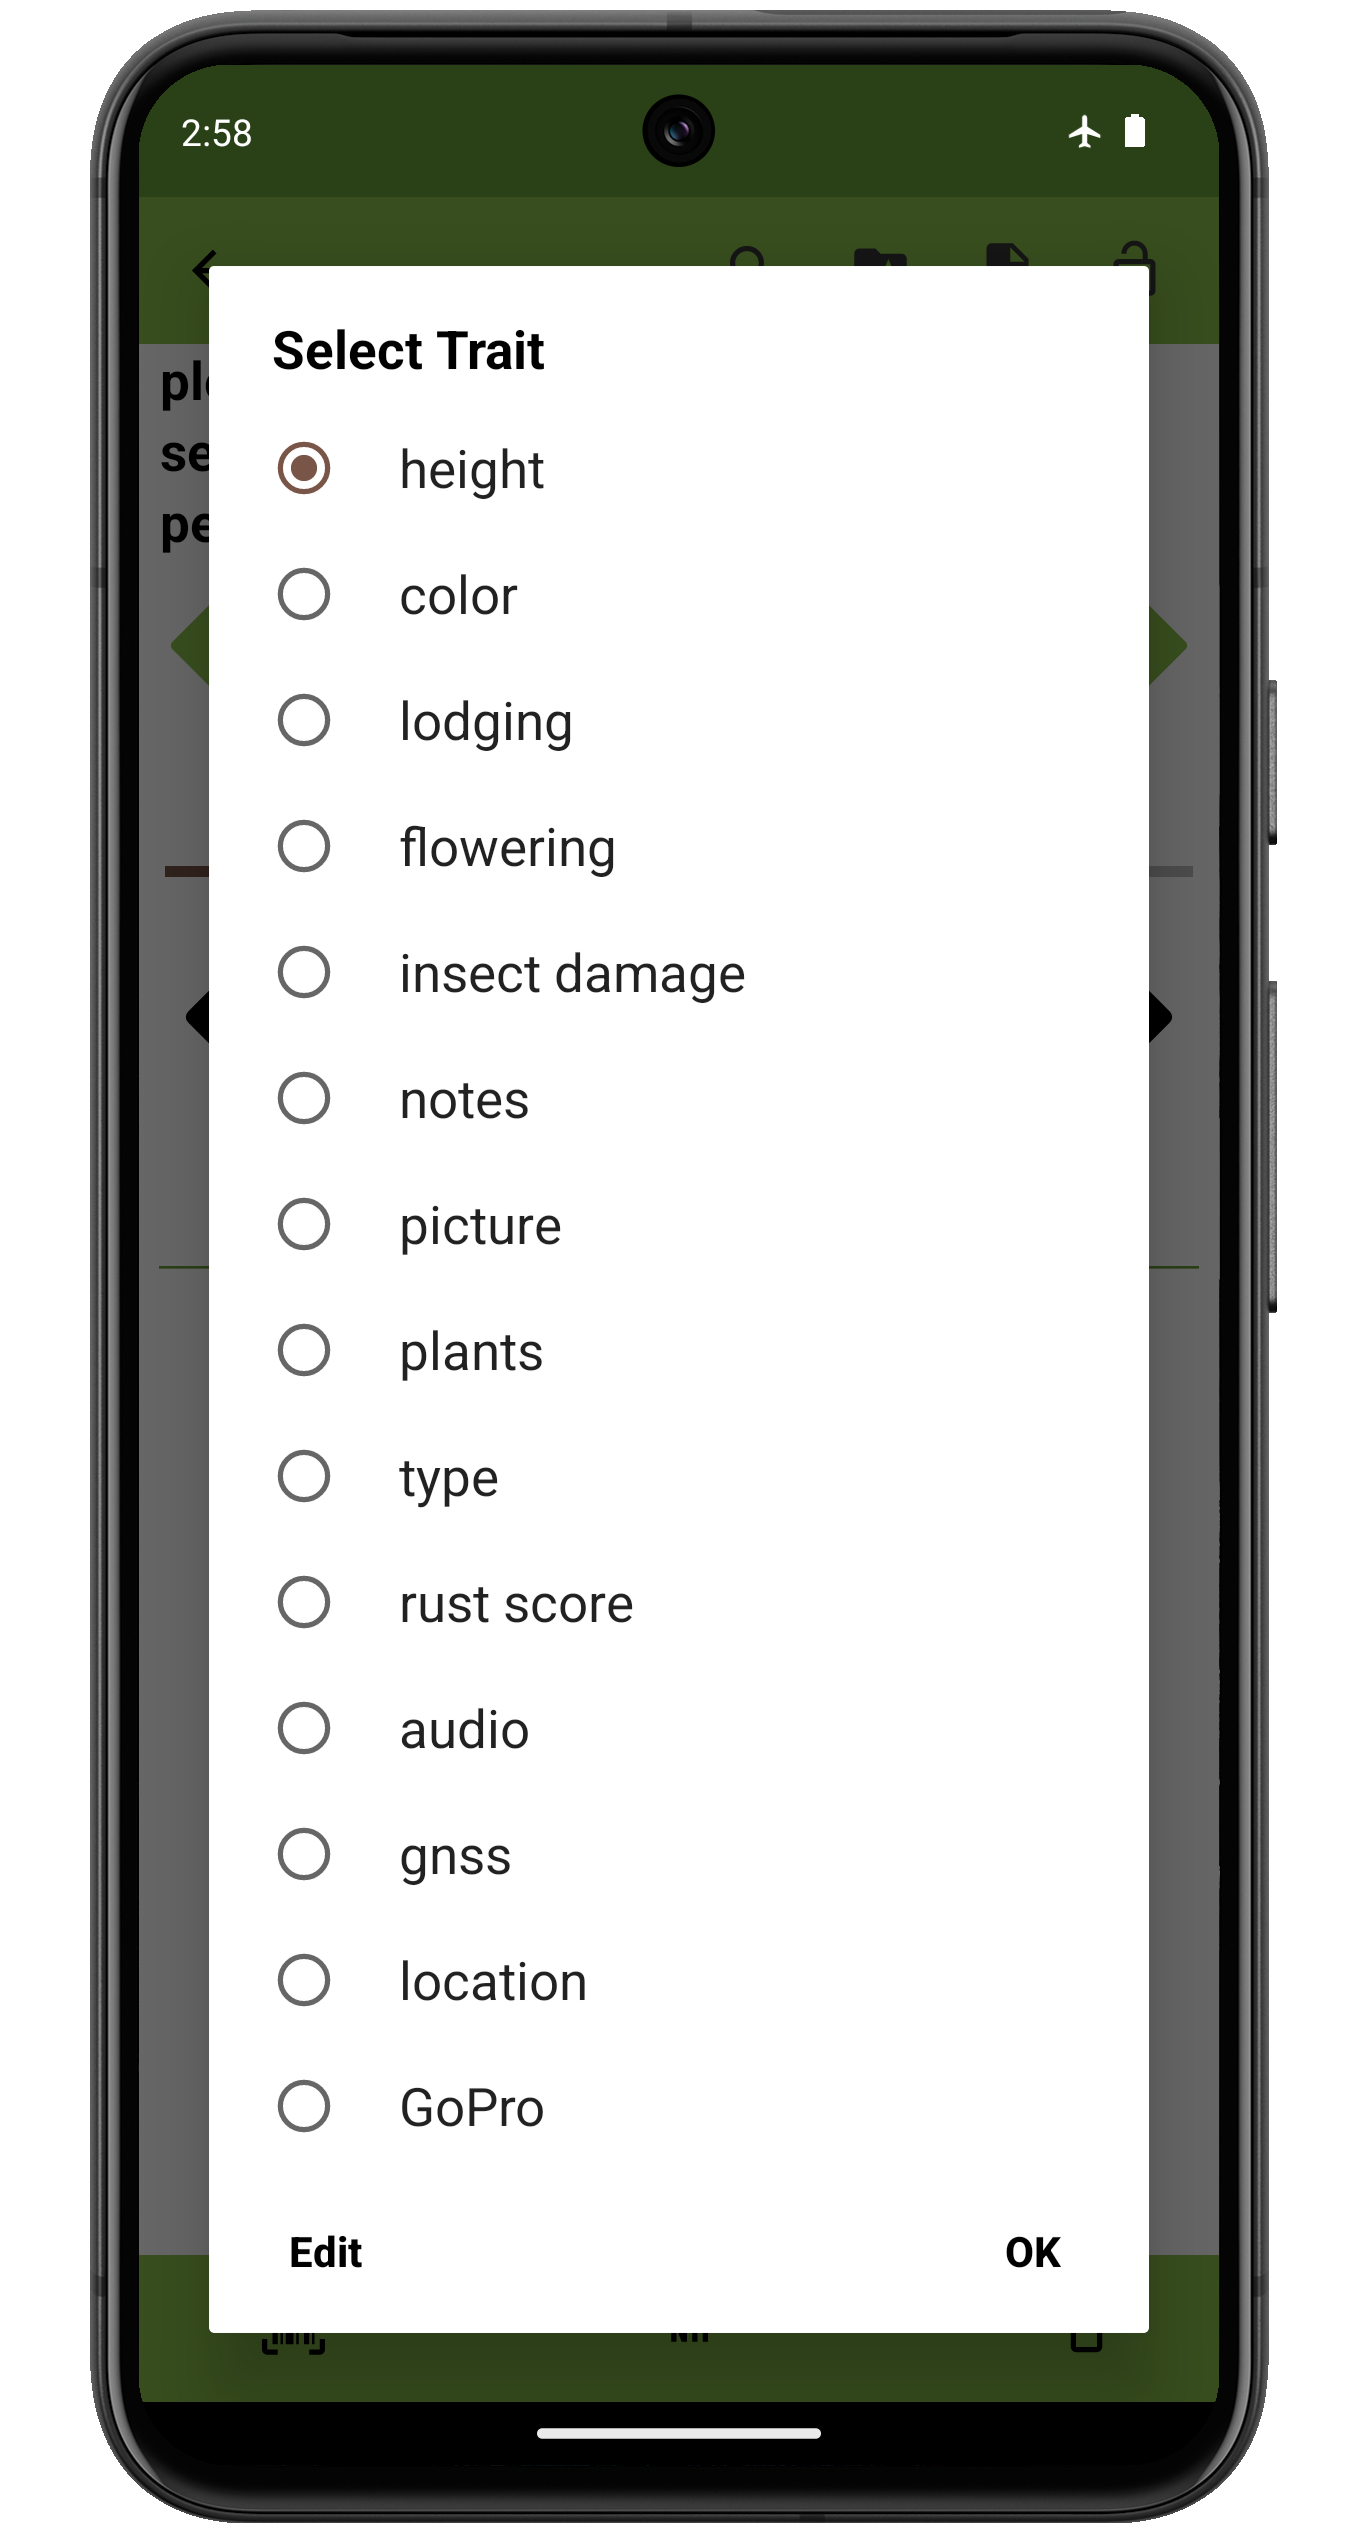 2:58
Select Trait
height
color
lodging
flowering
insect damage
notes
picture
plants
type
rust score
audio
gnss
location
GoPro
Edit
OK